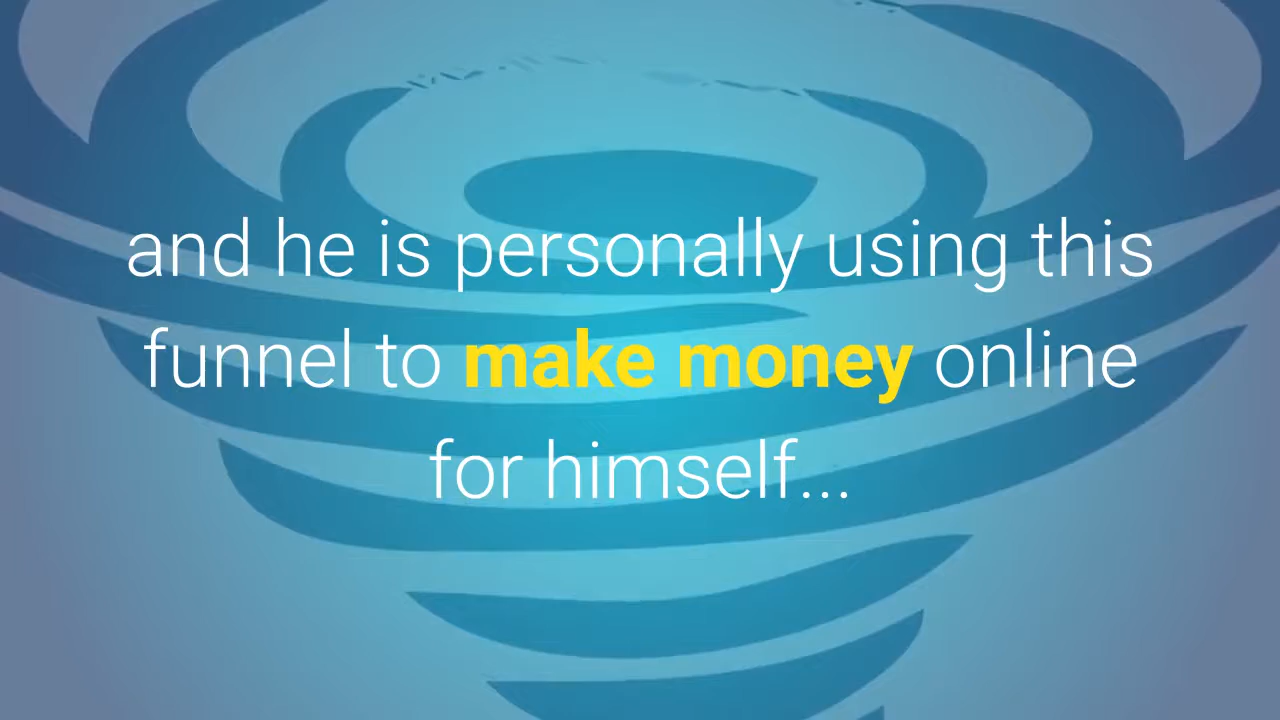 and he is personally using this
funnel to make money online
for himself...